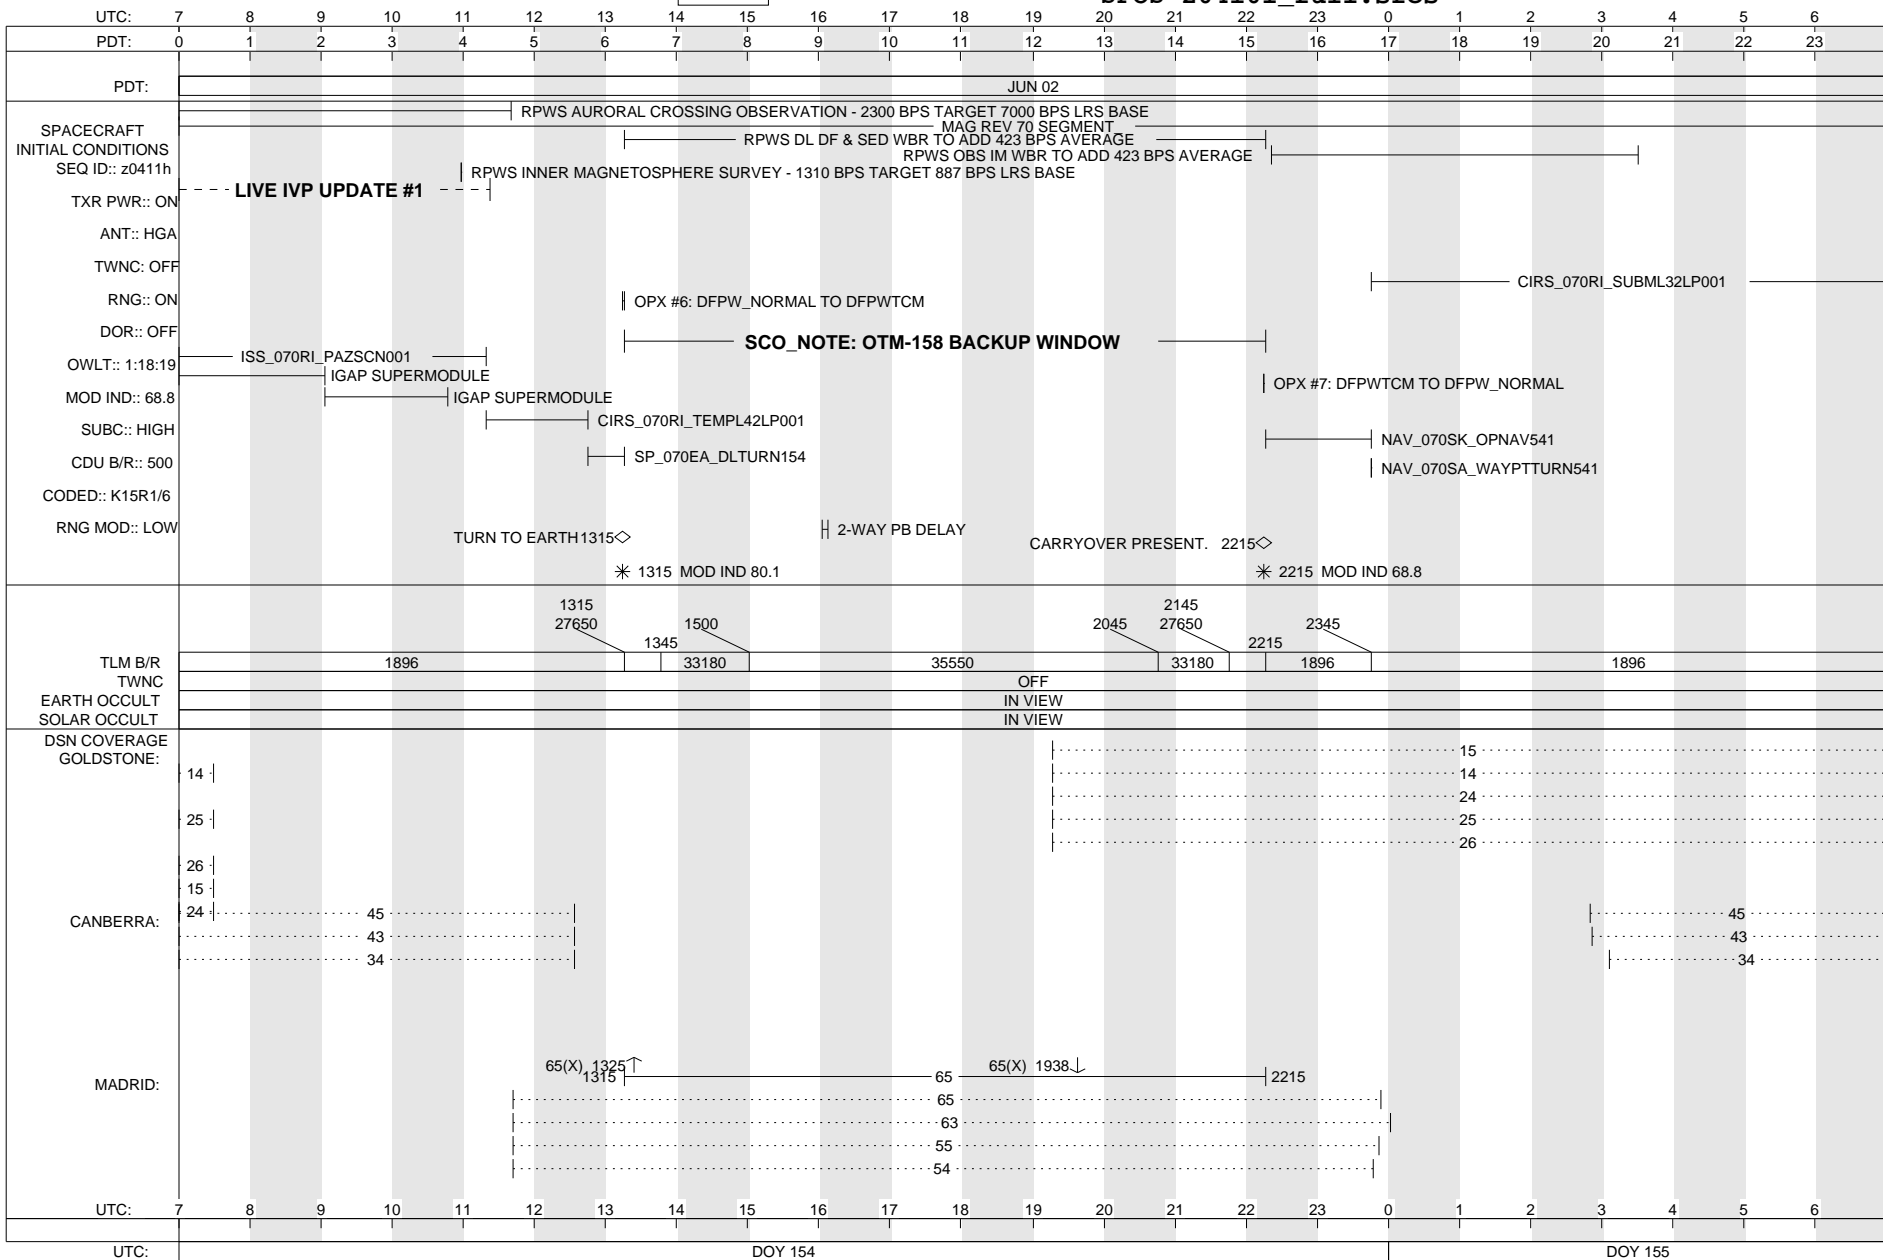 UTC: 7 8 9 10 11 12 13 14 15 16 17 18 19 20 21 22 23 0 1 2 3 4 5 6
PDT: 0 1 2 3 4 5 6 7 8 9 10 11 12 13 14 15 16 17 18 19 20 21 22 23
PDT: JUN 02
RPWS AURORAL CROSSING OBSERVATION - 2300 BPS TARGET 7000 BPS LRS BASE
MAG REV 70 SEGMENT
SPACECRAFT
INITIAL CONDITIONS
RPWS DL DF & SED WBR TO ADD 423 BPS AVERAGE
RPWS OBS IM WBR TO ADD 423 BPS AVERAGE
SEQ ID:: z0411h
RPWS INNER MAGNETOSPHERE SURVEY - 1310 BPS TARGET 887 BPS LRS BASE
LIVE IVP UPDATE #1
TXR PWR:: ON
ANT:: HGA
TWNC: OFF
CIRS_070RI_SUBML32LP001
RNG:: ON
OPX #6: DFPW_NORMAL TO DFPWTCM
DOR:: OFF
SCO_NOTE: OTM-158 BACKUP WINDOW
ISS_070RI_PAZSCN001
OWLT:: 1:18:19
IGAP SUPERMODULE
OPX #7: DFPWTCM TO DFPW_NORMAL
MOD IND:: 68.8
IGAP SUPERMODULE
CIRS_070RI_TEMPL42LP001
SUBC:: HIGH
NAV_070SK_OPNAV541
SP_070EA_DLTURN154
CDU B/R:: 500
NAV_070SA_WAYPTTURN541
CODED:: K15R1/6
RNG MOD:: LOW
2-WAY PB DELAY
TURN TO EARTH 1315
CARRYOVER PRESENT. 2215
1315 MOD IND 80.1
2215 MOD IND 68.8
1315 2145
27650 1500 2045 27650 2345
1345 2215
TLM B/R 1896 33180 35550 33180 1896 1896
TWNC OFF
EARTH OCCULT IN VIEW
SOLAR OCCULT IN VIEW
DSN COVERAGE
GOLDSTONE:
15
14 14
24
25 25
26
26
15
24
CANBERRA:
45 45
43 43
34 34
MADRID:
65(X) 1325 65(X) 1938
1315 65 2215
65
63
55
54
UTC: 7 8 9 10 11 12 13 14 15 16 17 18 19 20 21 22 23 0 1 2 3 4 5 6
UTC: DOY 154 DOY 155